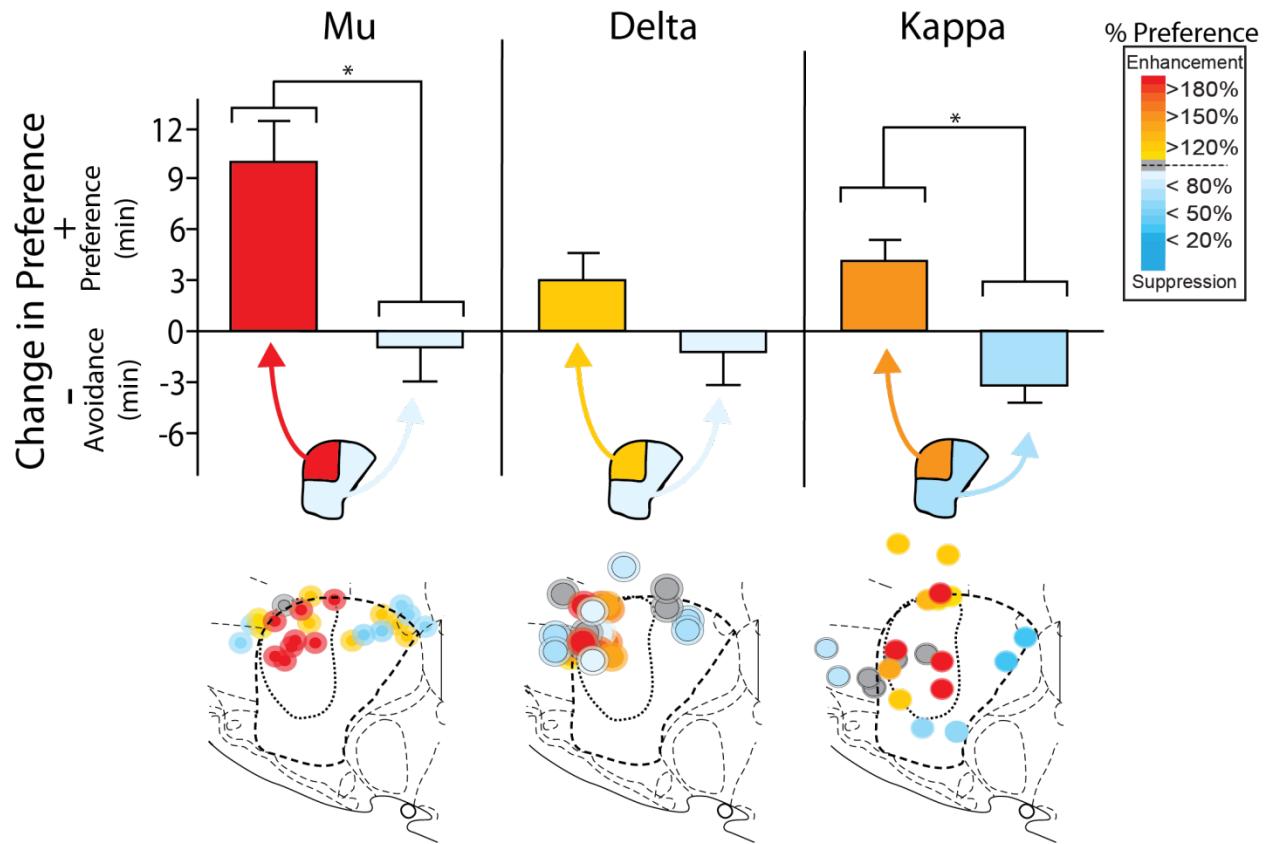 Mu
Delta
Kappa
% Preference
Enhancement
>180%
>150%
>120%
< 80%
< 50%
< 20%
Suppression
Change in Preference
+
Preference
(min)
-
Avoidance
(min)
12
9
6
3
0
-3
-6
*
*